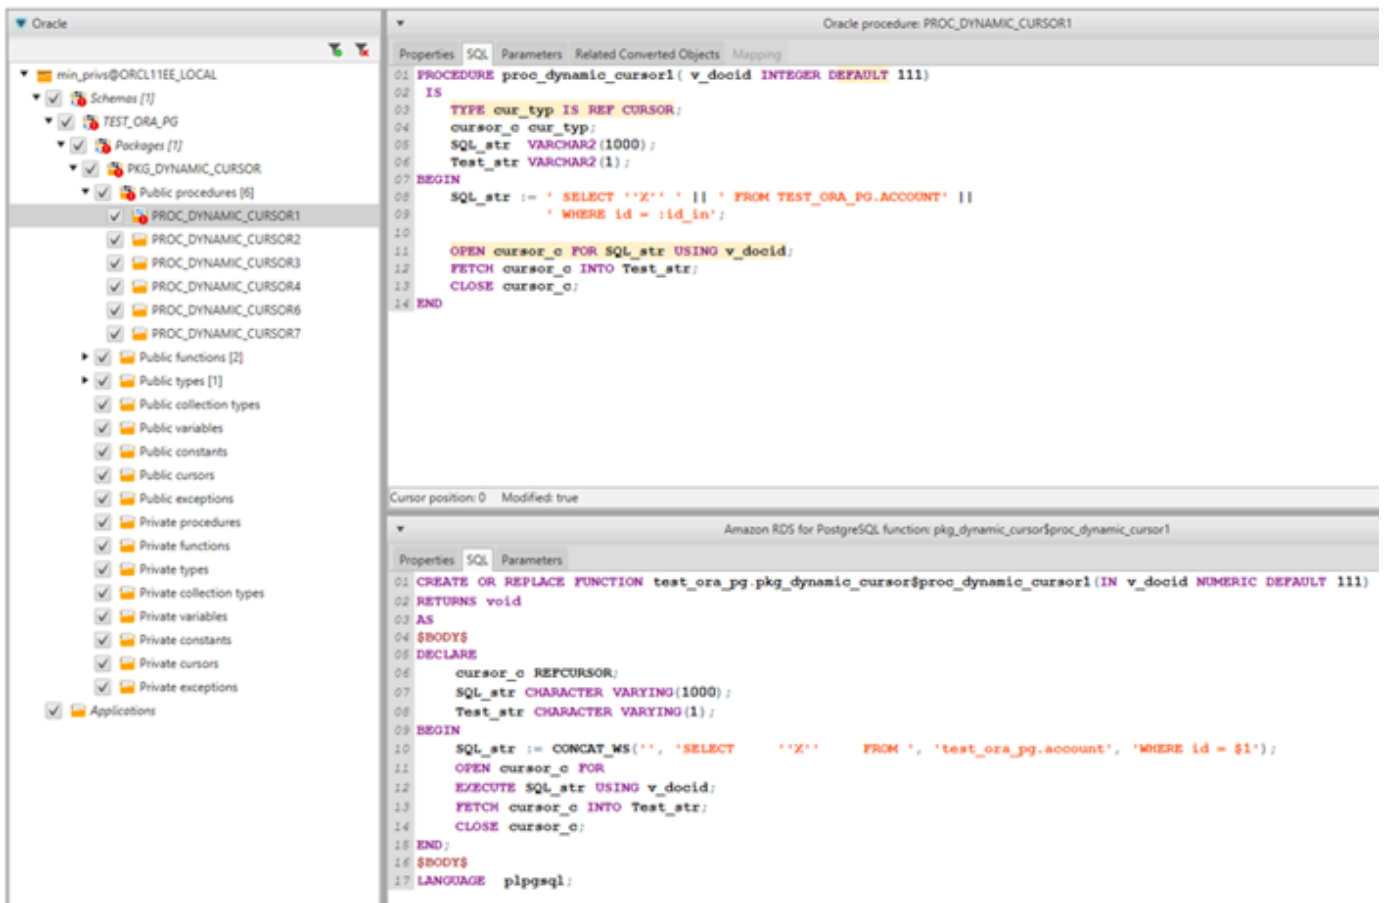 Oracle
min_privs@ORCL11EE_LOCAL
Schemas [1]
TEST_ORA_PG
Packages [1]
PKG_DYNAMIC_CURSOR
Public procedures [6]
PROC_DYNAMIC_CURSOR1
PROC_DYNAMIC_CURSOR2
PROC_DYNAMIC_CURSOR3
PROC_DYNAMIC_CURSOR4
PROC_DYNAMIC_CURSOR6
PROC_DYNAMIC_CURSOR7
Public functions [2]
Public types [1]
Public collection types
Public variables
Public constants
Public cursors
Public exceptions
Private procedures
Private functions
Private types
Private collection types
Private variables
Private constants
Private cursors
Private exceptions
Applications
Oracle procedure: PROC_DYNAMIC_CURSOR1
Properties SQL Parameters Related Converted Objects Mapping
01 PROCEDURE proc_dynamic_cursor1( v_docid INTEGER DEFAULT 111)
02 IS
03 TYPE cur_typ IS REF CURSOR;
04 cursor_c cur_typ;
05 SQL_str VARCHAR2(1000);
06 Test_str VARCHAR2(1);
07 BEGIN
08 SQL_str := ' SELECT ''X'' ' || ' FROM TEST_ORA_PG.ACCOUNT' ||
09 ' WHERE id = :id_in';
10
11 OPEN cursor_c FOR SQL_str USING v_docid;
12 FETCH cursor_c INTO Test_str;
13 CLOSE cursor_c;
14 END
Cursor position: 0 Modified: true
Amazon RDS for PostgreSQL function: pkg_dynamic_cursor$proc_dynamic_cursor1
Properties SQL Parameters
01 CREATE OR REPLACE FUNCTION test_ora_pg.pkg_dynamic_cursor$proc_dynamic_cursor1(IN v_docid NUMERIC DEFAULT 111)
02 RETURNS void
03 AS
04 $BODY$
05 DECLARE
06 cursor_c REFCURSOR;
07 SQL_str CHARACTER VARYING(1000);
08 Test_str CHARACTER VARYING(1);
09 BEGIN
10 SQL_str := CONCAT_WS('', 'SELECT ''X'' FROM ', 'test_ora_pg.account', 'WHERE id = $1');
11 OPEN cursor_c FOR
12 EXECUTE SQL_str USING v_docid;
13 FETCH cursor_c INTO Test_str;
14 CLOSE cursor_c;
15 END;
16 $BODY$
17 LANGUAGE plpgsql;